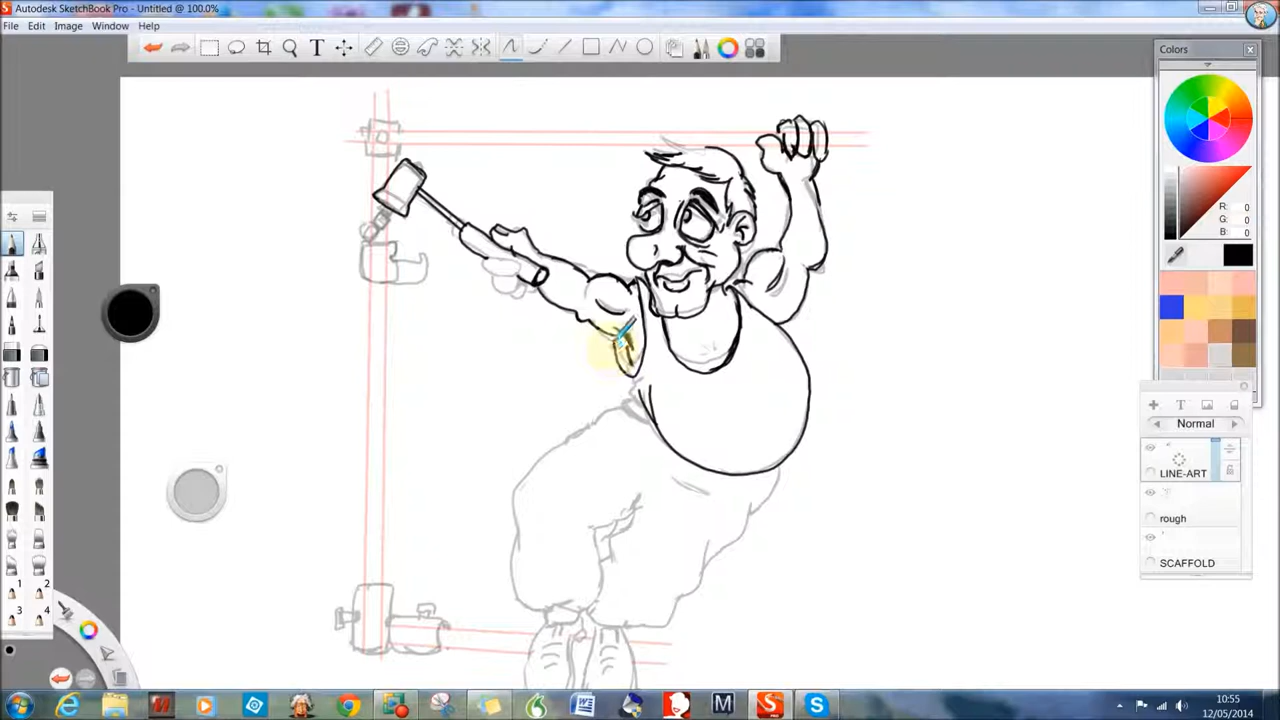 Autodesk SketchBook Pro - Untitled @ 100.0%
File Edit Image Window Help
T
Colors
R: 0
G: 0
B: 0
T
Normal
LINE-ART
rough
SCAFFOLD
1 2
3 4
10:55
12/05/2014